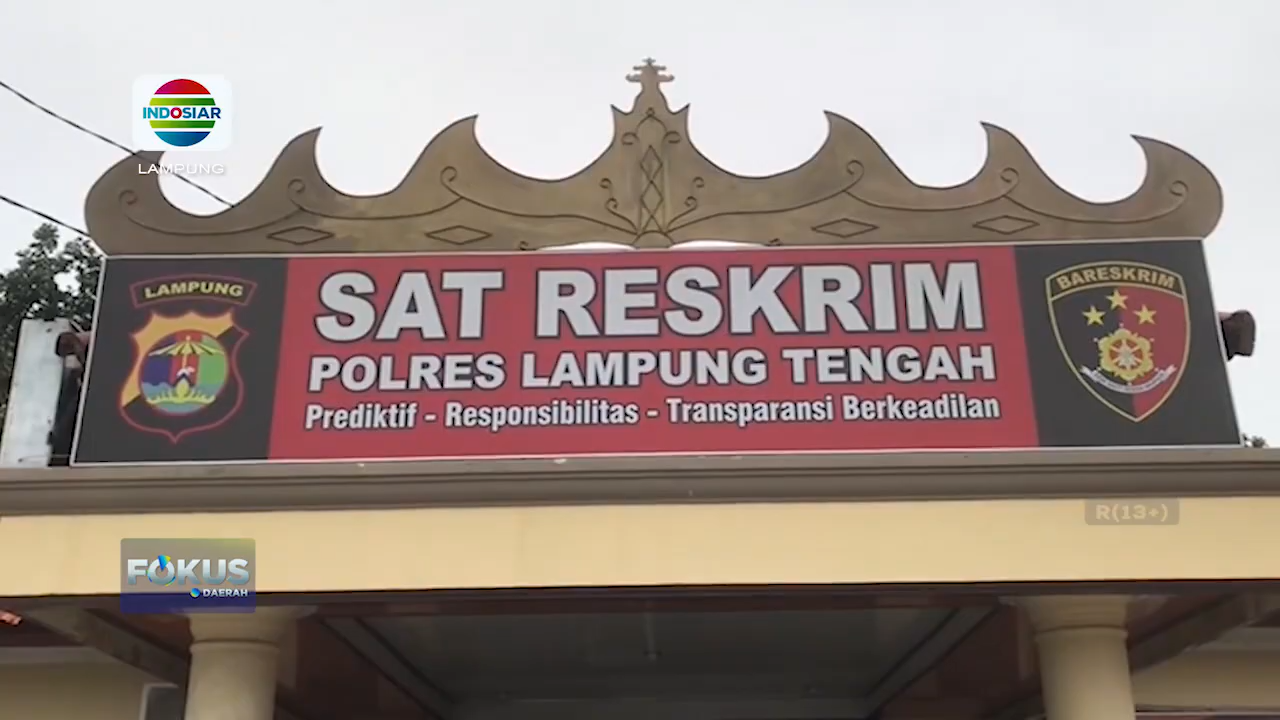 INDOSIAR
LAMPUNG
LAMPUNG
SAT RESKRIM
POLRES LAMPUNG TENGAH
Prediktif - Responsibilitas - Transparansi Berkeadilan
BARESKRIM
R(13+)
FOKUS
DAERAH